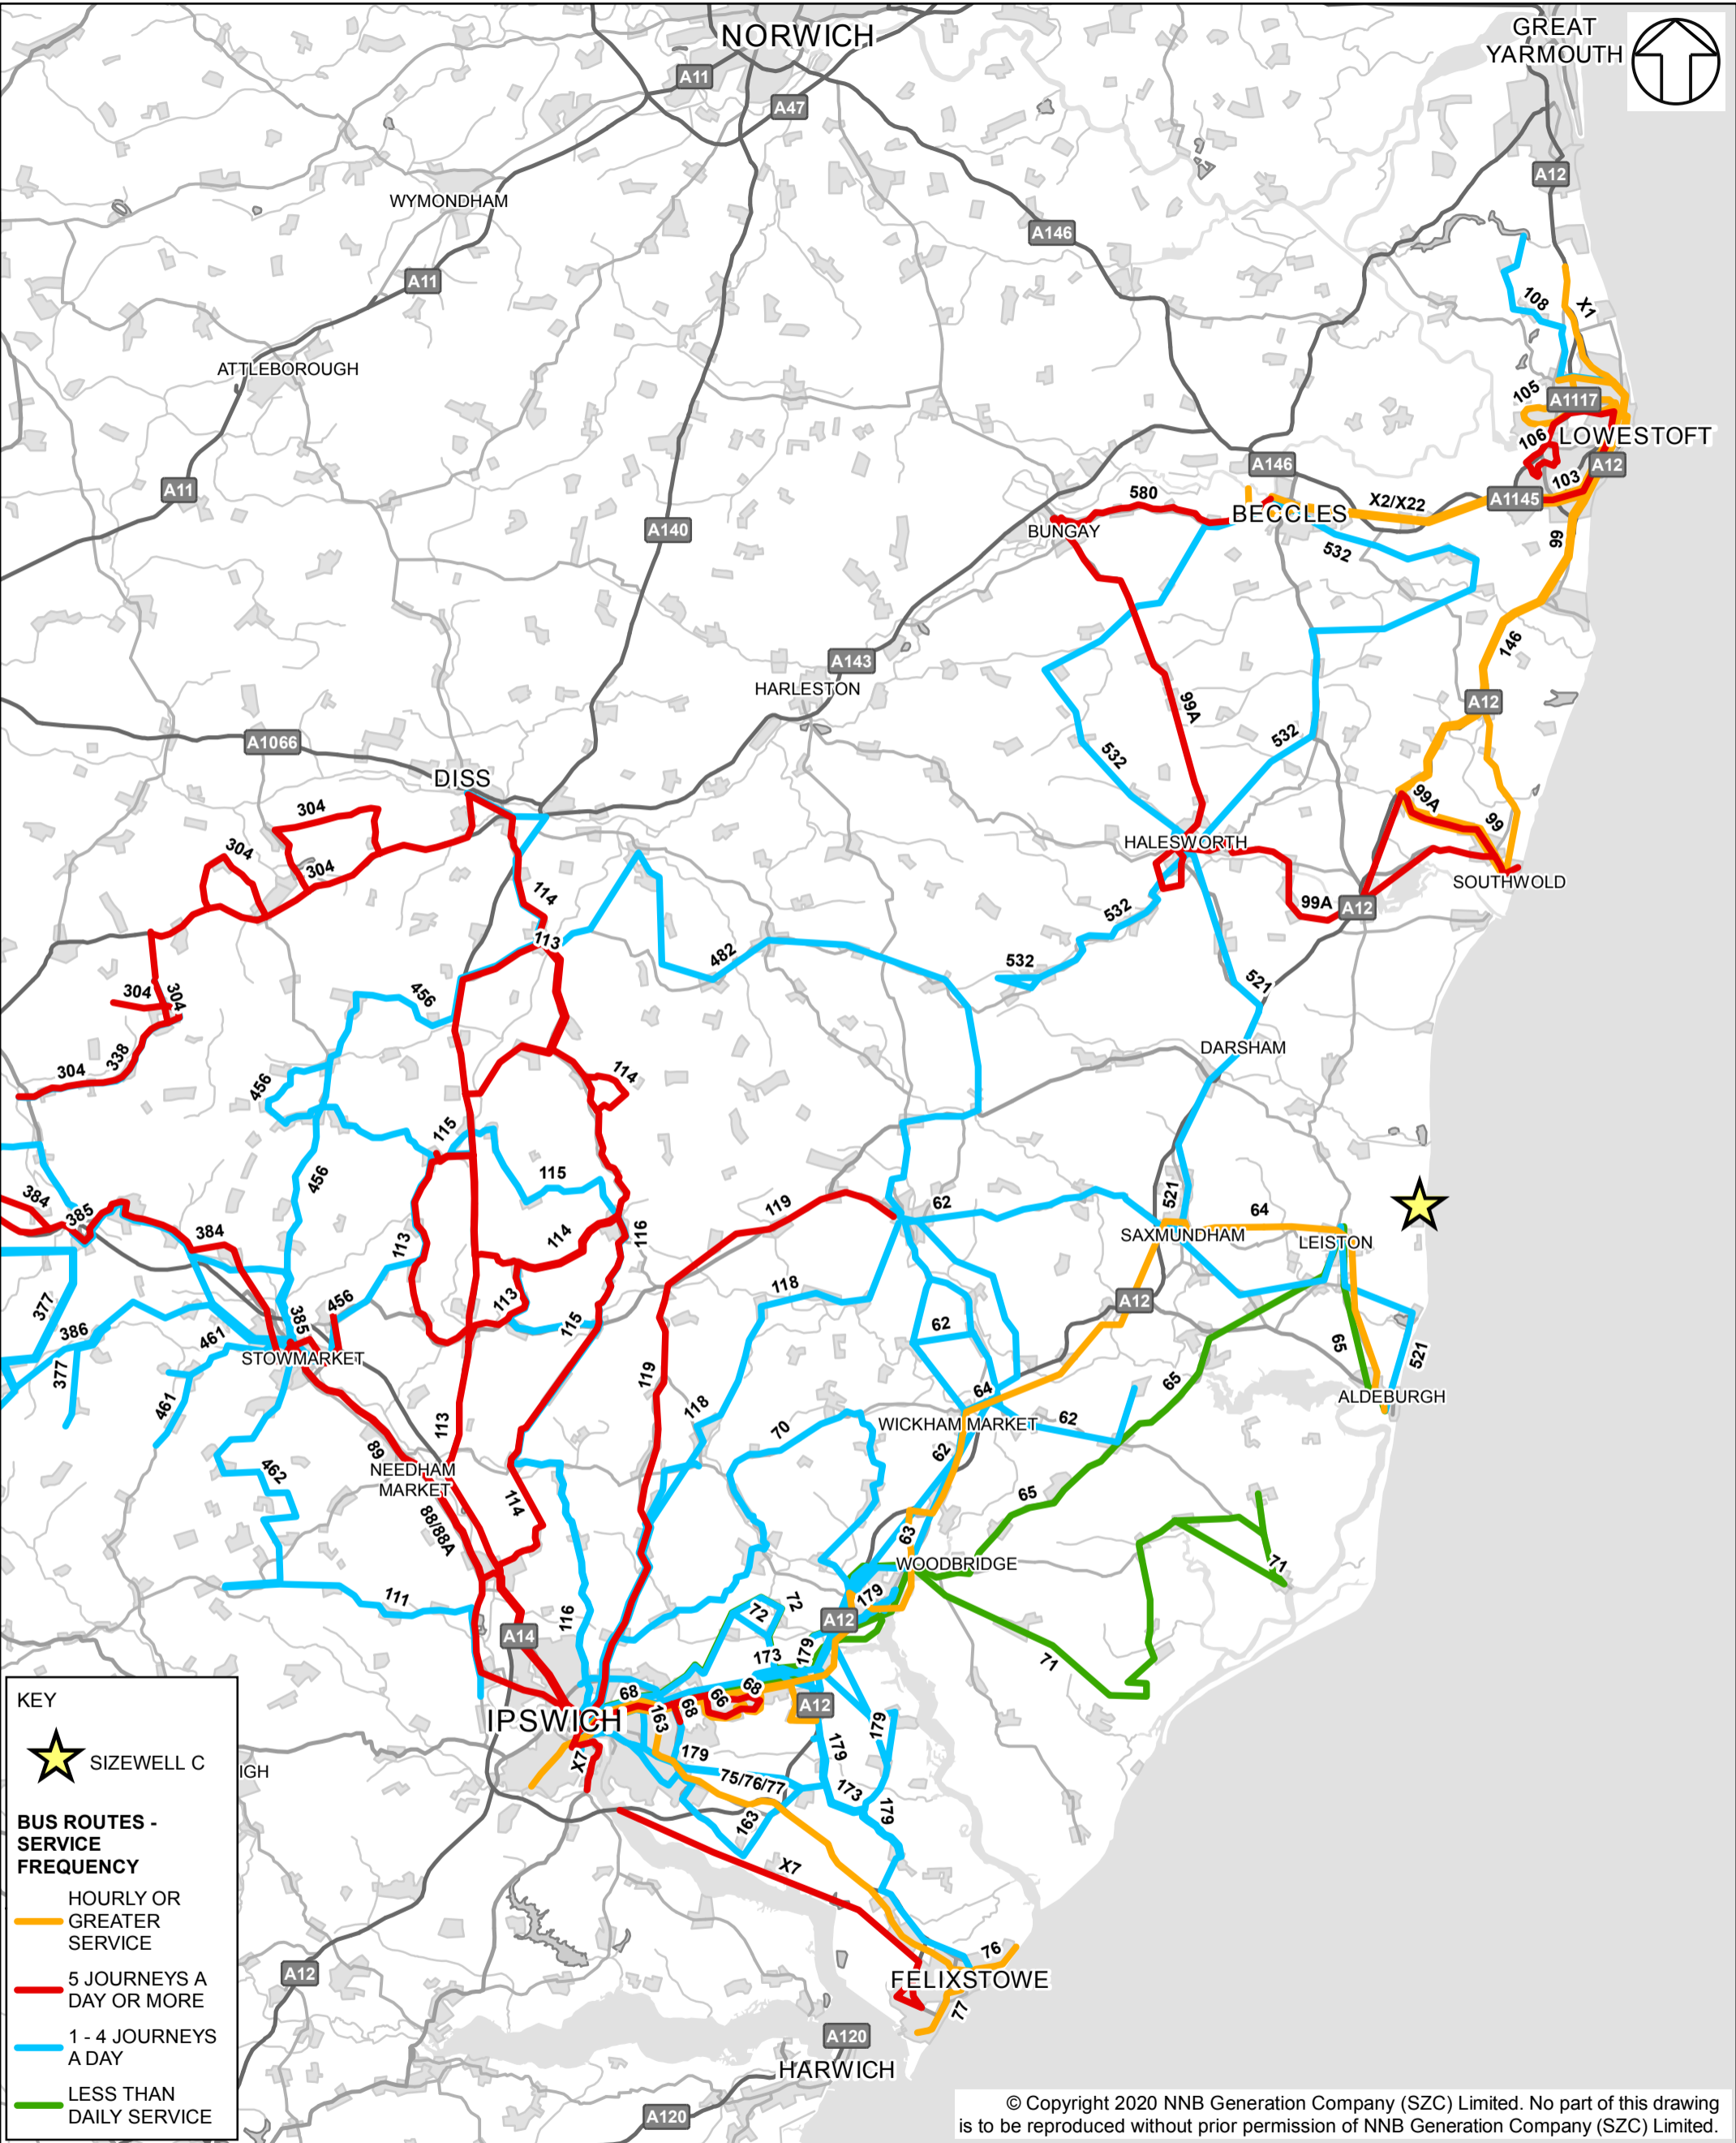 NORWICH
GREAT
YARMOUTH
A11
A47
A12
WYMONDHAM
A146
A11
108
X1
ATTLEBOROUGH
105
A1117
106
LOWESTOFT
A146
A12
103
A11
580
X2/X22
A1145
BECCLES
A140
BUNGAY
99
532
146
A143
HARLESTON
99A
A12
A1066
532
532
DISS
304
99A
99
304
HALESWORTH
304
SOUTHWOLD
114
532
99A
A12
113
482
532
521
304
304
456
338
DARSHAM
304
114
456
115
115
456
384
385
119
62
521
64
384
114
116
SAXMUNDHAM
LEISTON
113
118
377
456
113
A12
385
115
62
386
461
65
521
STOWMARKET
377
119
64
65
ALDEBURGH
461
118
62
WICKHAM MARKET
113
70
89
62
NEEDHAM
MARKET
462
65
114
88/88A
63
WOODBRIDGE
71
111
72
72
179
116
A12
A14
179
173
71
68
163
68
66
68
A12
IPSWICH
179
X7
179
179
IGH
75/76/77
173
163
179
X7
76
FELIXSTOWE
77
A12
A120
HARWICH
A120
KEY
SIZEWELL C
BUS ROUTES -
SERVICE
FREQUENCY
HOURLY OR
GREATER
SERVICE
5 JOURNEYS A
DAY OR MORE
1 - 4 JOURNEYS
A DAY
LESS THAN
DAILY SERVICE
© Copyright 2020 NNB Generation Company (SZC) Limited. No part of this drawing
is to be reproduced without prior permission of NNB Generation Company (SZC) Limited.